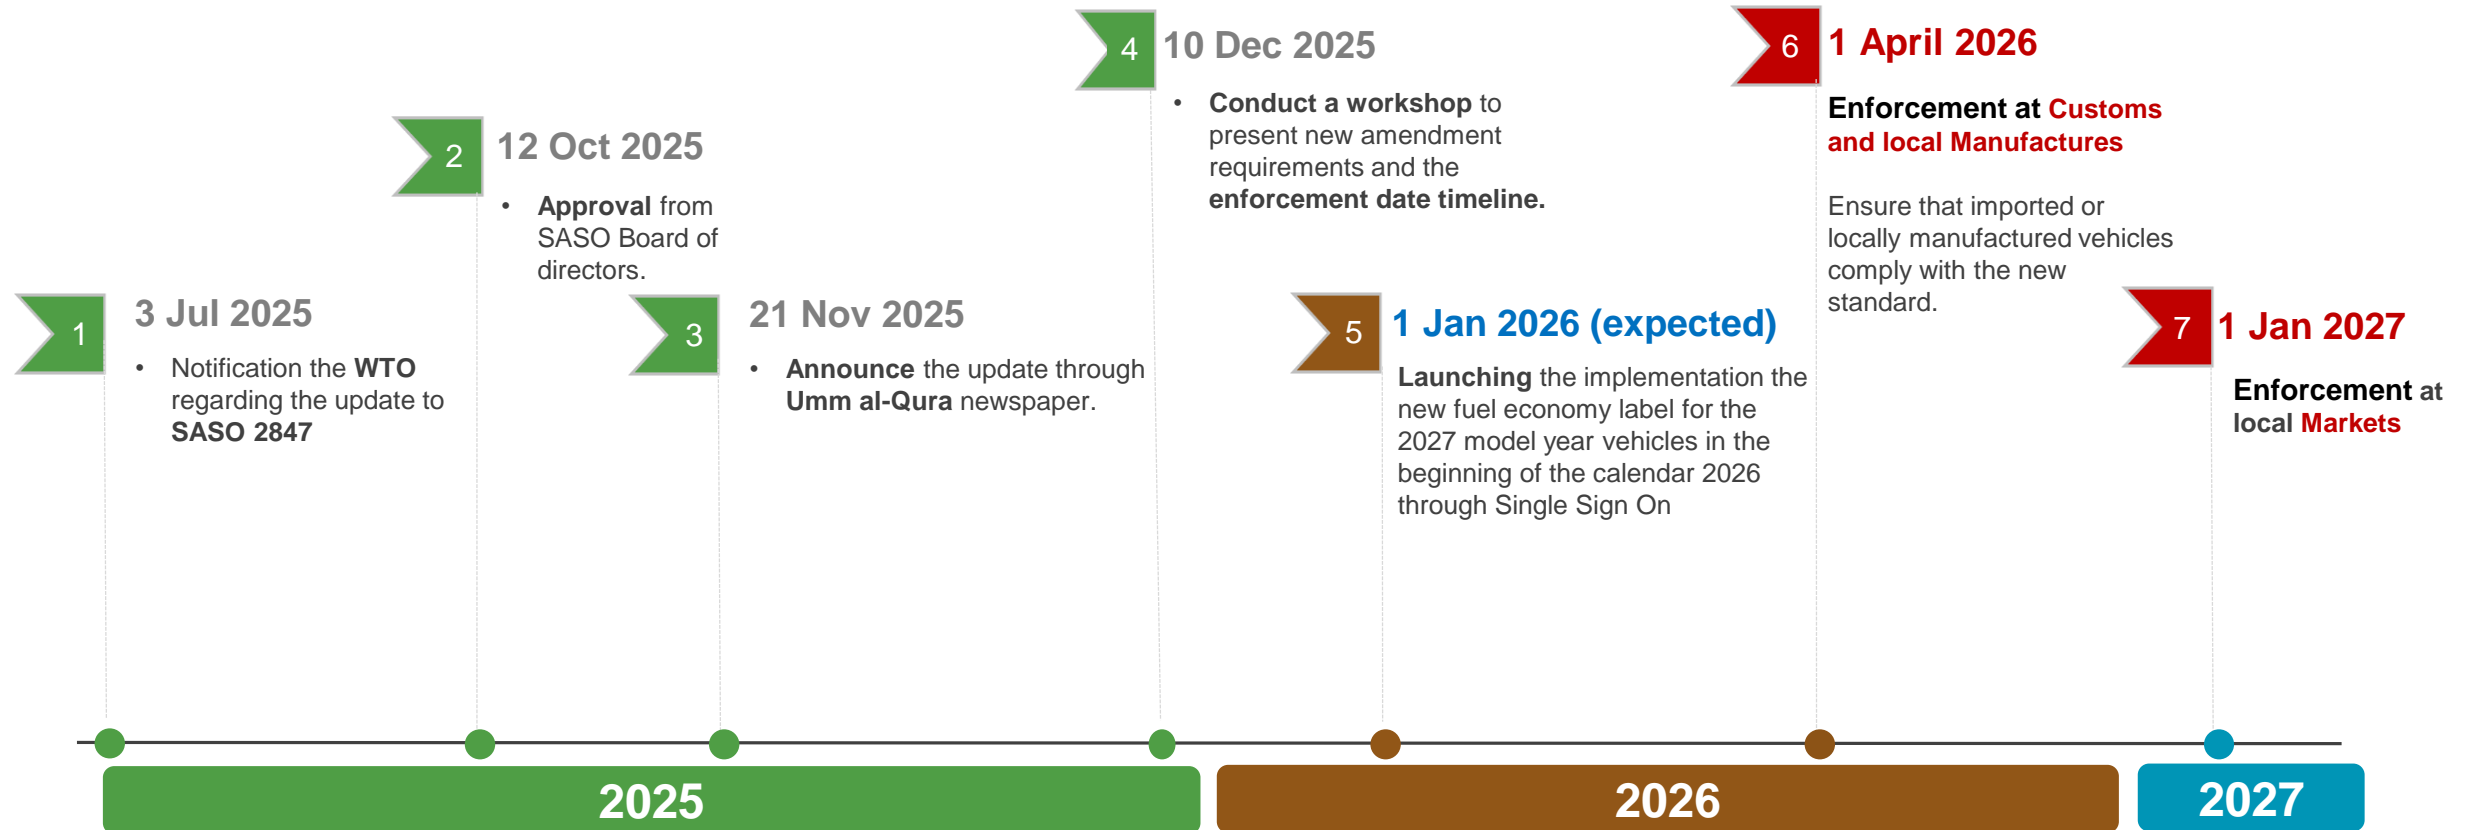 1
3 Jul 2025
• Notification the WTO
regarding the update to
SASO 2847
2
12 Oct 2025
• Approval from
SASO Board of
directors.
3
21 Nov 2025
• Announce the update through
Umm al-Qura newspaper.
4
10 Dec 2025
• Conduct a workshop to
present new amendment
requirements and the
enforcement date timeline.
5
1 Jan 2026 (expected)
Launching the implementation the
new fuel economy label for the
2027 model year vehicles in the
beginning of the calendar 2026
through Single Sign On
6
1 April 2026
Enforcement at Customs
and local Manufactures
Ensure that imported or
locally manufactured vehicles
comply with the new
standard.
7
1 Jan 2027
Enforcement at
local Markets
2025
2026
2027